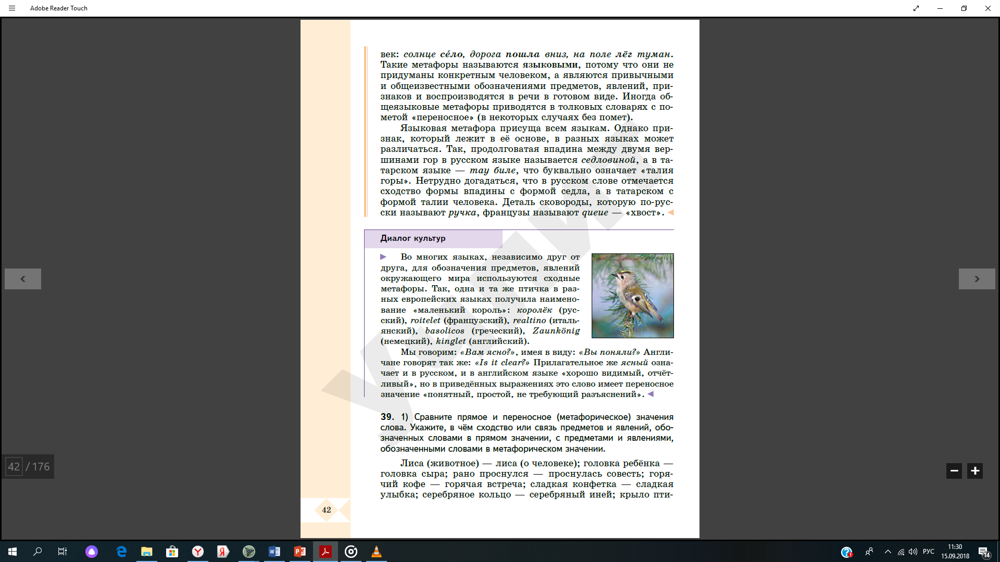 Adobe Reader Touch
век: солнце се́ло, дорога пошла вниз, на поле лёг туман.
Такие метафоры называются языковыми, потому что они не
придуманы конкретным человеком, а являются привычными
и общеизвестными обозначениями предметов, явлений, при-
знаков и воспроизводятся в речи в готовом виде. Иногда об-
щеязыковые метафоры приводятся в толковых словарях с по-
метой «переносное» (в некоторых случаях без помет).
Языковая метафора присуща всем языкам. Однако при-
знак, который лежит в её основе, в разных языках может
различаться. Так, продолговатая впадина между двумя вер-
шинами гор в русском языке называется седловиной, а в та-
тарском языке — тау биле, что буквально означает «талия
горы». Нетрудно догадаться, что в русском слове отмечается
сходство формы впадины с формой седла, а в татарском с
формой талии человека. Деталь сковороды, которую по-рус-
ски называют ручка, французы называют queue — «хвост».
Диалог культур
Во многих языках, независимо друг от
друга, для обозначения предметов, явлений
окружающего мира используются сходные
метафоры. Так, одна и та же птичка в раз-
ных европейских языках получила наимено-
вание «маленький король»: королёк (рус-
ский), roitelet (французский), realtino (италь-
янский), basolicos (греческий), Zaunkönig
(немецкий), kinglet (английский).
Мы говорим: «Вам ясно?», имея в виду: «Вы поняли?» Англи-
чане говорят так же: «Is it clear?» Прилагательное же ясный озна-
чает и в русском, и в английском языке «хорошо видимый, отчёт-
ливый», но в приведённых выражениях это слово имеет переносное
значение «понятный, простой, не требующий разъяснений».
39. 1) Сравните прямое и переносное (метафорическое) значения
слова. Укажите, в чём сходство или связь предметов и явлений, обо-
значенных словами в прямом значении, с предметами и явлениями,
обозначенными словами в метафорическом значении.
Лиса (животное) — лиса (о человеке); головка ребёнка —
головка сыра; рано проснулся — проснулась совесть; горя-
чий кофе — горячая встреча; сладкая конфетка — сладкая
улыбка; серебряное кольцо — серебряный иней; крыло пти-
42
Учлит
42 / 176
РУС
11:30
15.09.2018
14